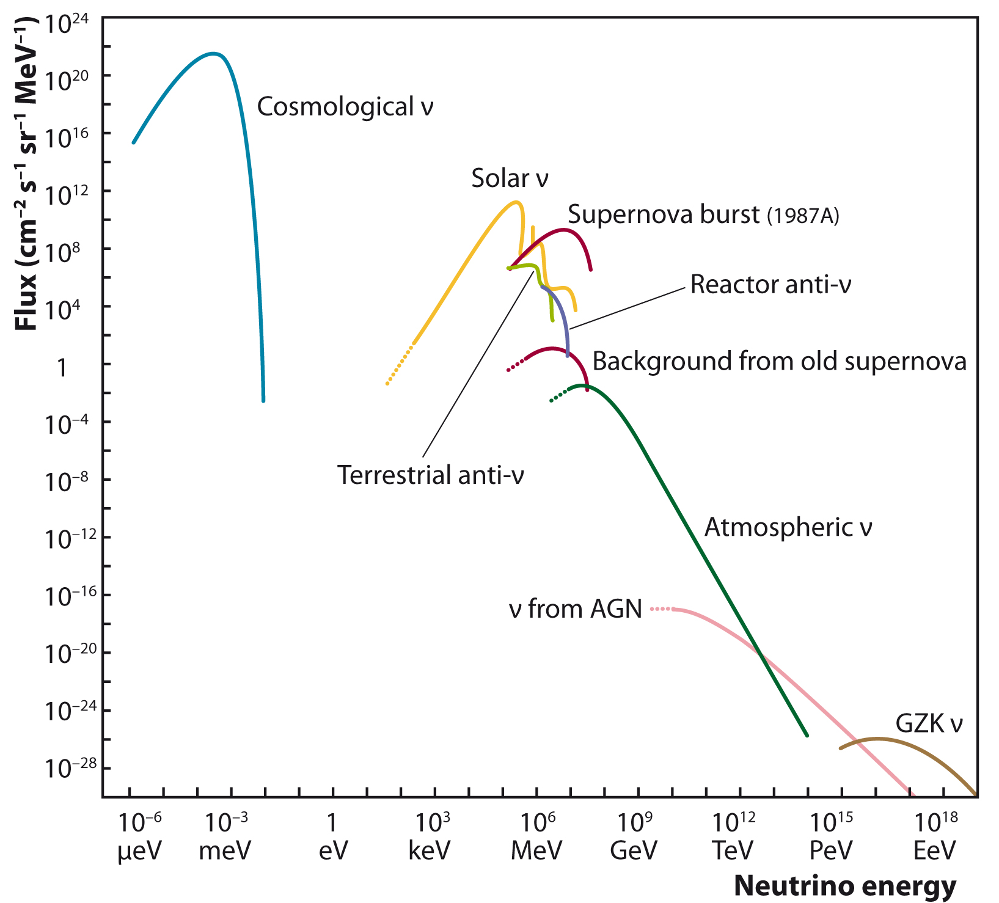 Flux (cm⁻² s⁻¹ sr⁻¹ MeV⁻¹)
10²⁴
10²⁰
10¹⁶
10¹²
10⁸
10⁴
1
10⁻⁴
10⁻⁸
10⁻¹²
10⁻¹⁶
10⁻²⁰
10⁻²⁴
10⁻²⁸
Cosmological ν
Solar ν
Supernova burst (1987A)
Reactor anti-ν
Background from old supernova
Terrestrial anti-ν
Atmospheric ν
ν from AGN
GZK ν
10⁻⁶ 10⁻³ 1 10³ 10⁶ 10⁹ 10¹² 10¹⁵ 10¹⁸
μeV meV eV keV MeV GeV TeV PeV EeV
Neutrino energy